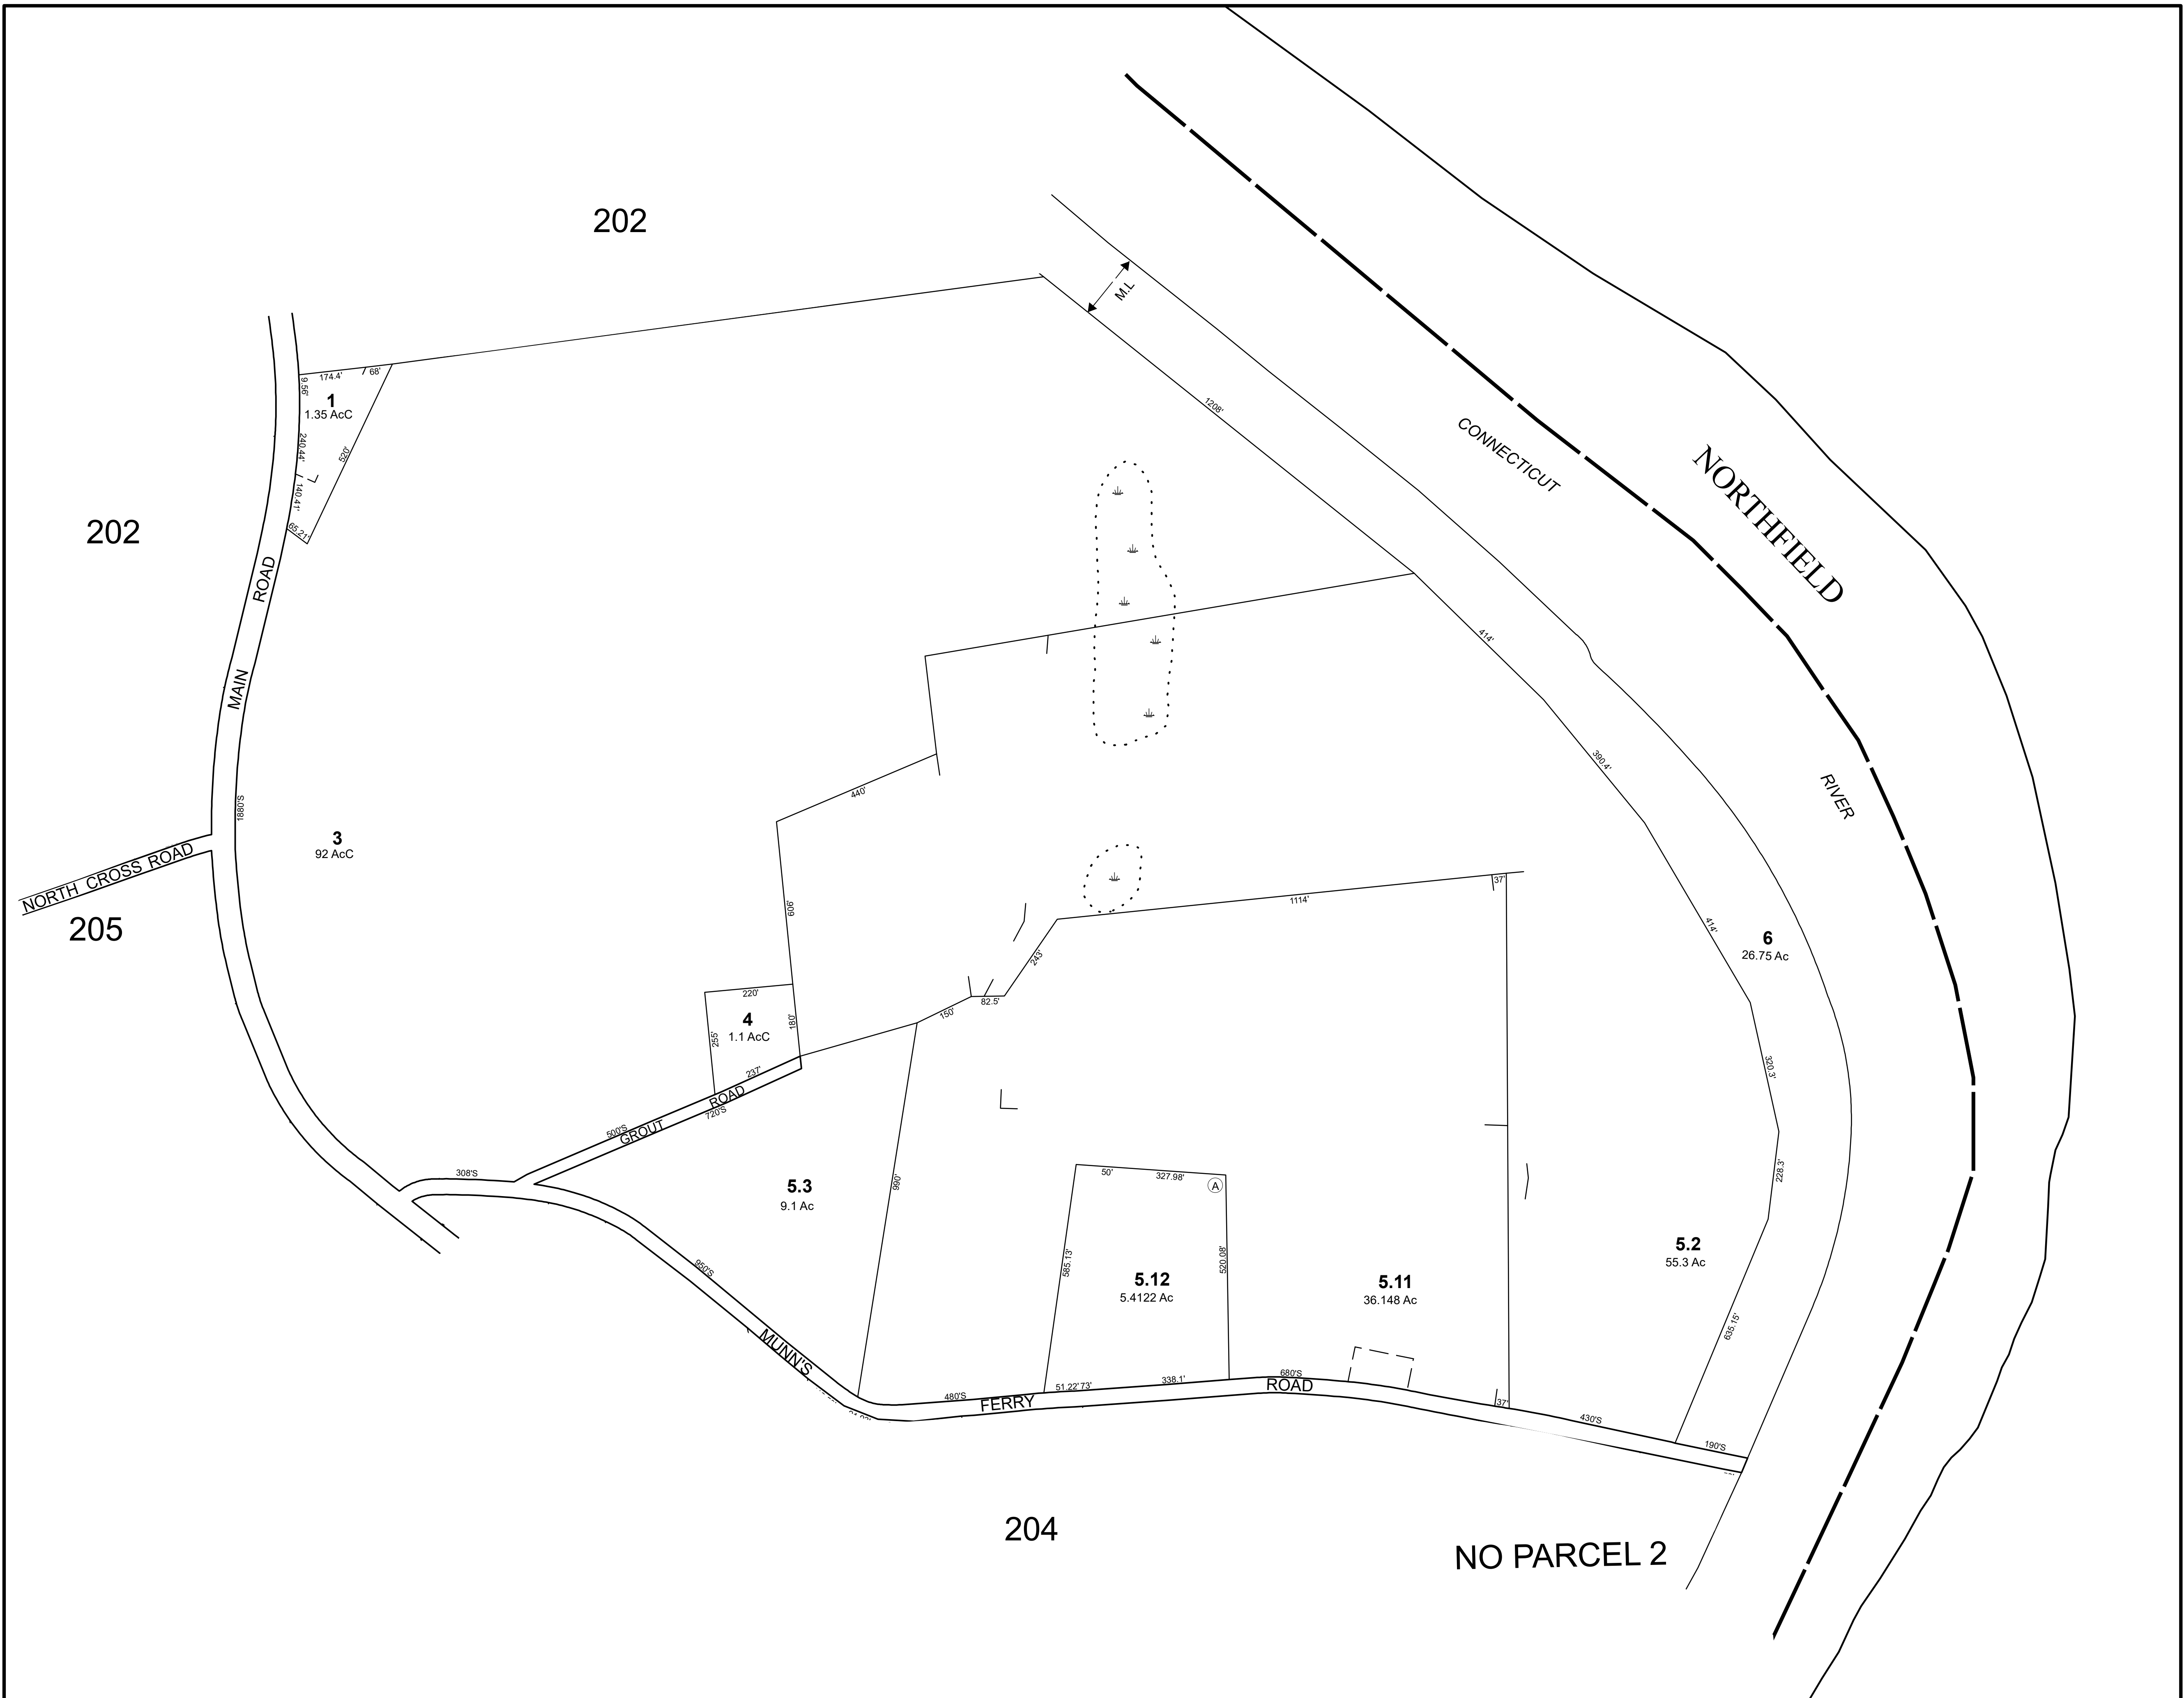 202
M.L
174.4'
68'
9.56'
1
1.35 AcC
240.44'
520'
140.41'
65.21'
1208'
CONNECTICUT
NORTHFIELD
202
MAIN ROAD
414'
390.4'
RIVER
440'
1880'S
3
92 AcC
NORTH CROSS ROAD
205
606'
37'
1114'
414'
6
26.75 Ac
243'
220'
82.5'
150'
4
1.1 AcC
180'
255'
237'
320.3'
GROUT ROAD
500'S
720'S
308'S
990'
50'
327.98'
A
228.3'
5.3
9.1 Ac
585.13'
520.08'
5.12
5.4122 Ac
5.11
36.148 Ac
5.2
55.3 Ac
950'S
635.15'
MUNN'S FERRY ROAD
480'S
51.22'
73'
338.1'
680'S
37'
430'S
190'S
204
NO PARCEL 2